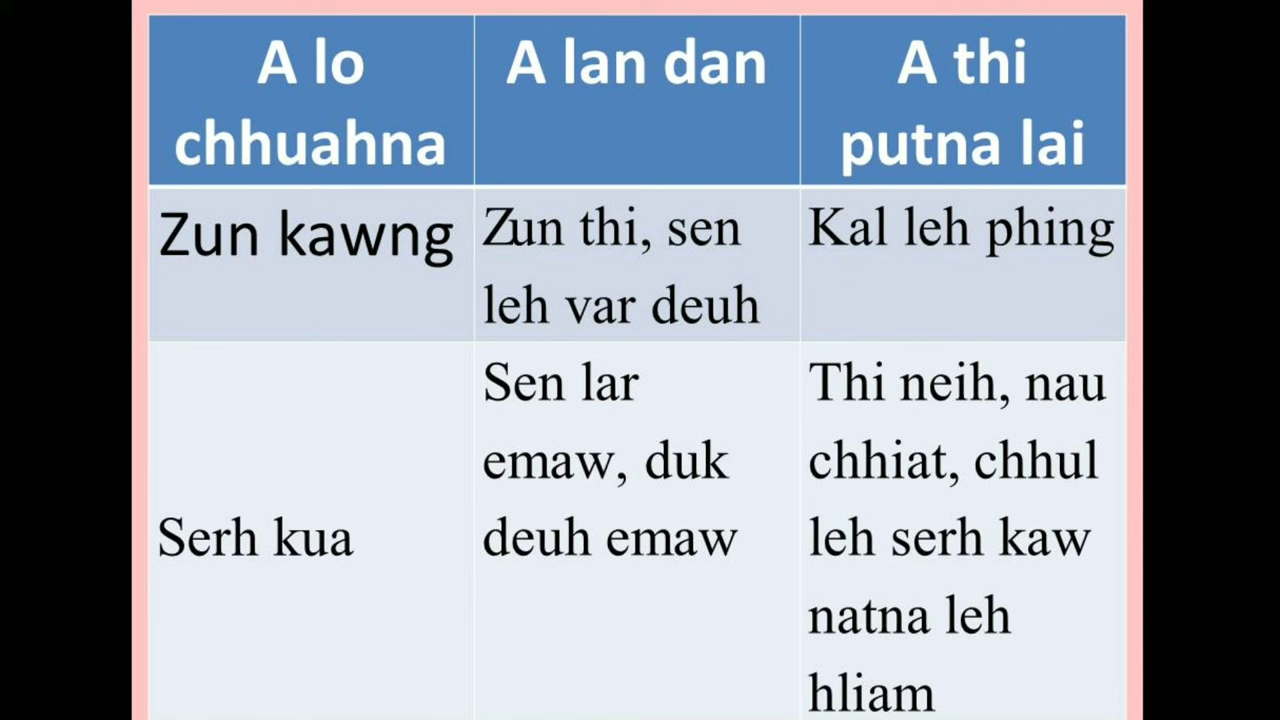 A lo
chhuahna
A lan dan
A thi
putna lai
Zun kawng
Zun thi, sen
leh var deuh
Kal leh phing
Serh kua
Sen lar
emaw, duk
deuh emaw
Thi neih, nau
chhiat, chhul
leh serh kaw
natna leh
hliam